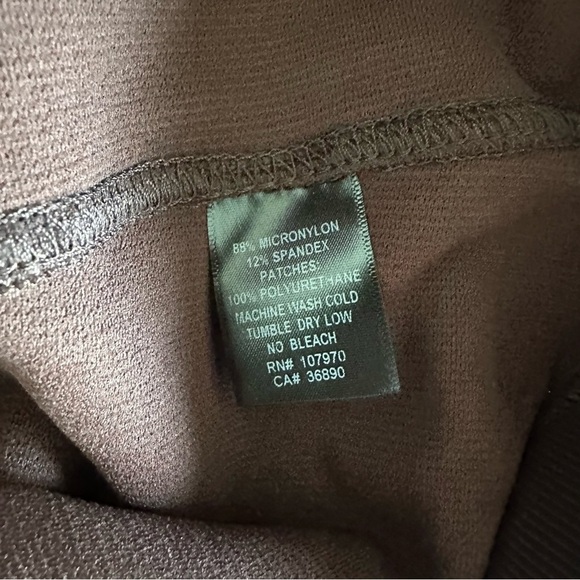 88% MICRONYLON
12% SPANDEX
PATCHES:
100% POLYURETHANE
MACHINE WASH COLD
TUMBLE DRY LOW
NO BLEACH
RN# 107970
CA# 36890